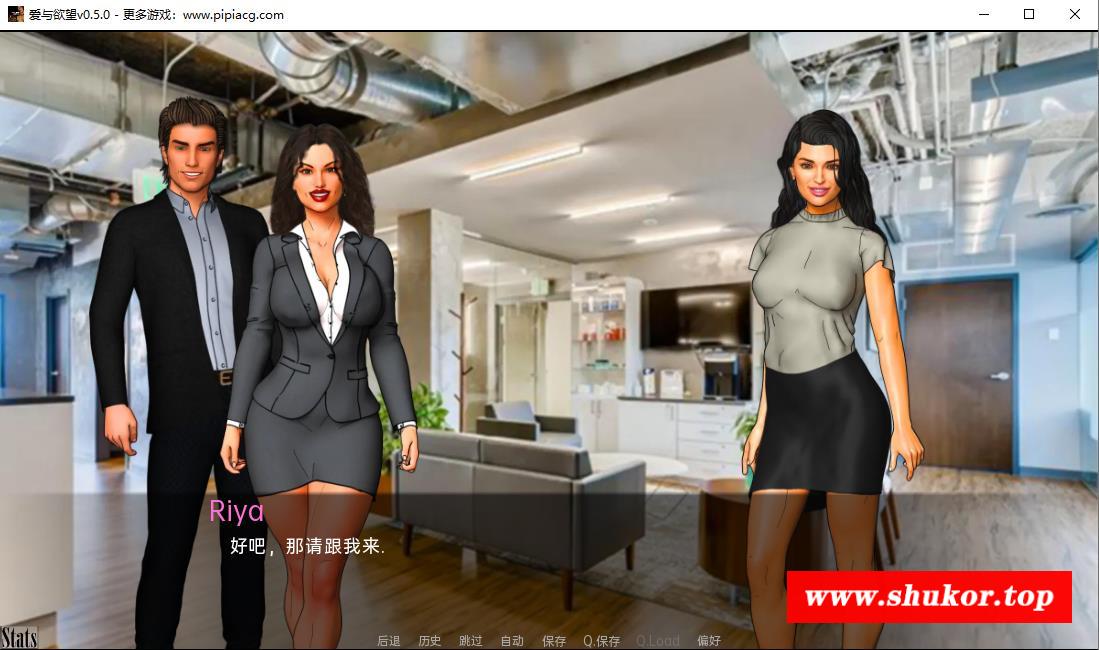 爱与欲望v0.5.0 - 更多游戏：www.pipiacg.com
Riya
好吧，那请跟我来.
www.shukor.top
Stats
后退 历史 跳过 自动 保存 Q.保存 Q.Load 偏好